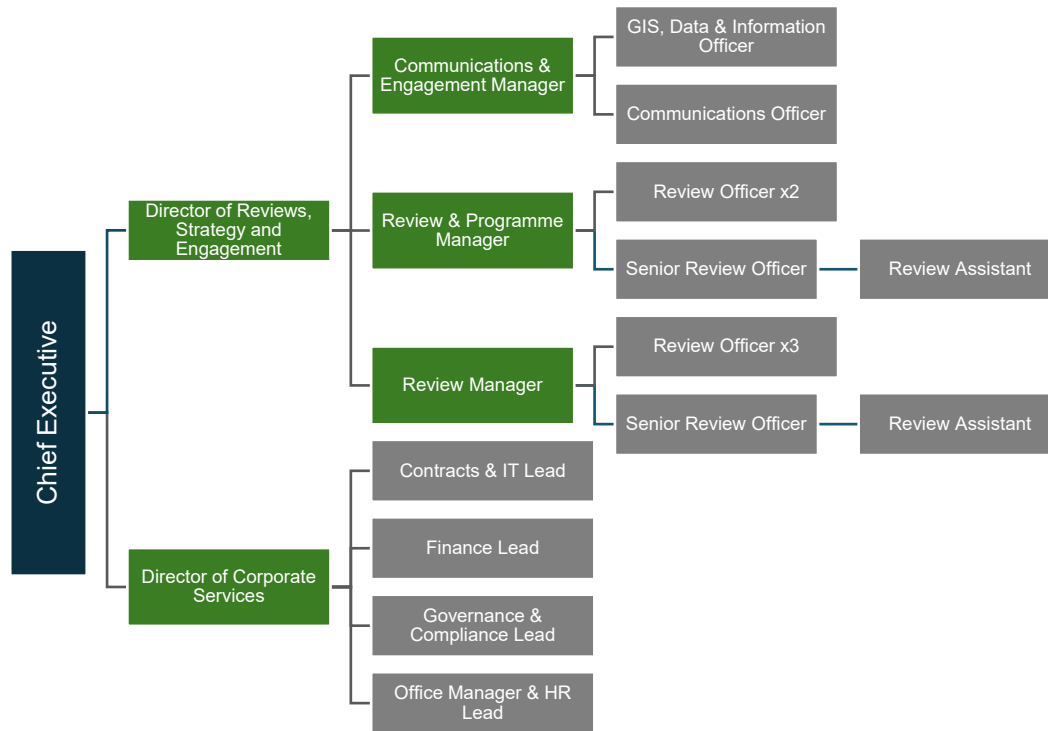 Chief Executive
Director of Reviews,
Strategy and
Engagement
Communications &
Engagement Manager
GIS, Data & Information
Officer
Communications Officer
Review & Programme
Manager
Review Officer x2
Senior Review Officer
Review Assistant
Review Manager
Review Officer x3
Senior Review Officer
Review Assistant
Director of Corporate
Services
Contracts & IT Lead
Finance Lead
Governance &
Compliance Lead
Office Manager & HR
Lead